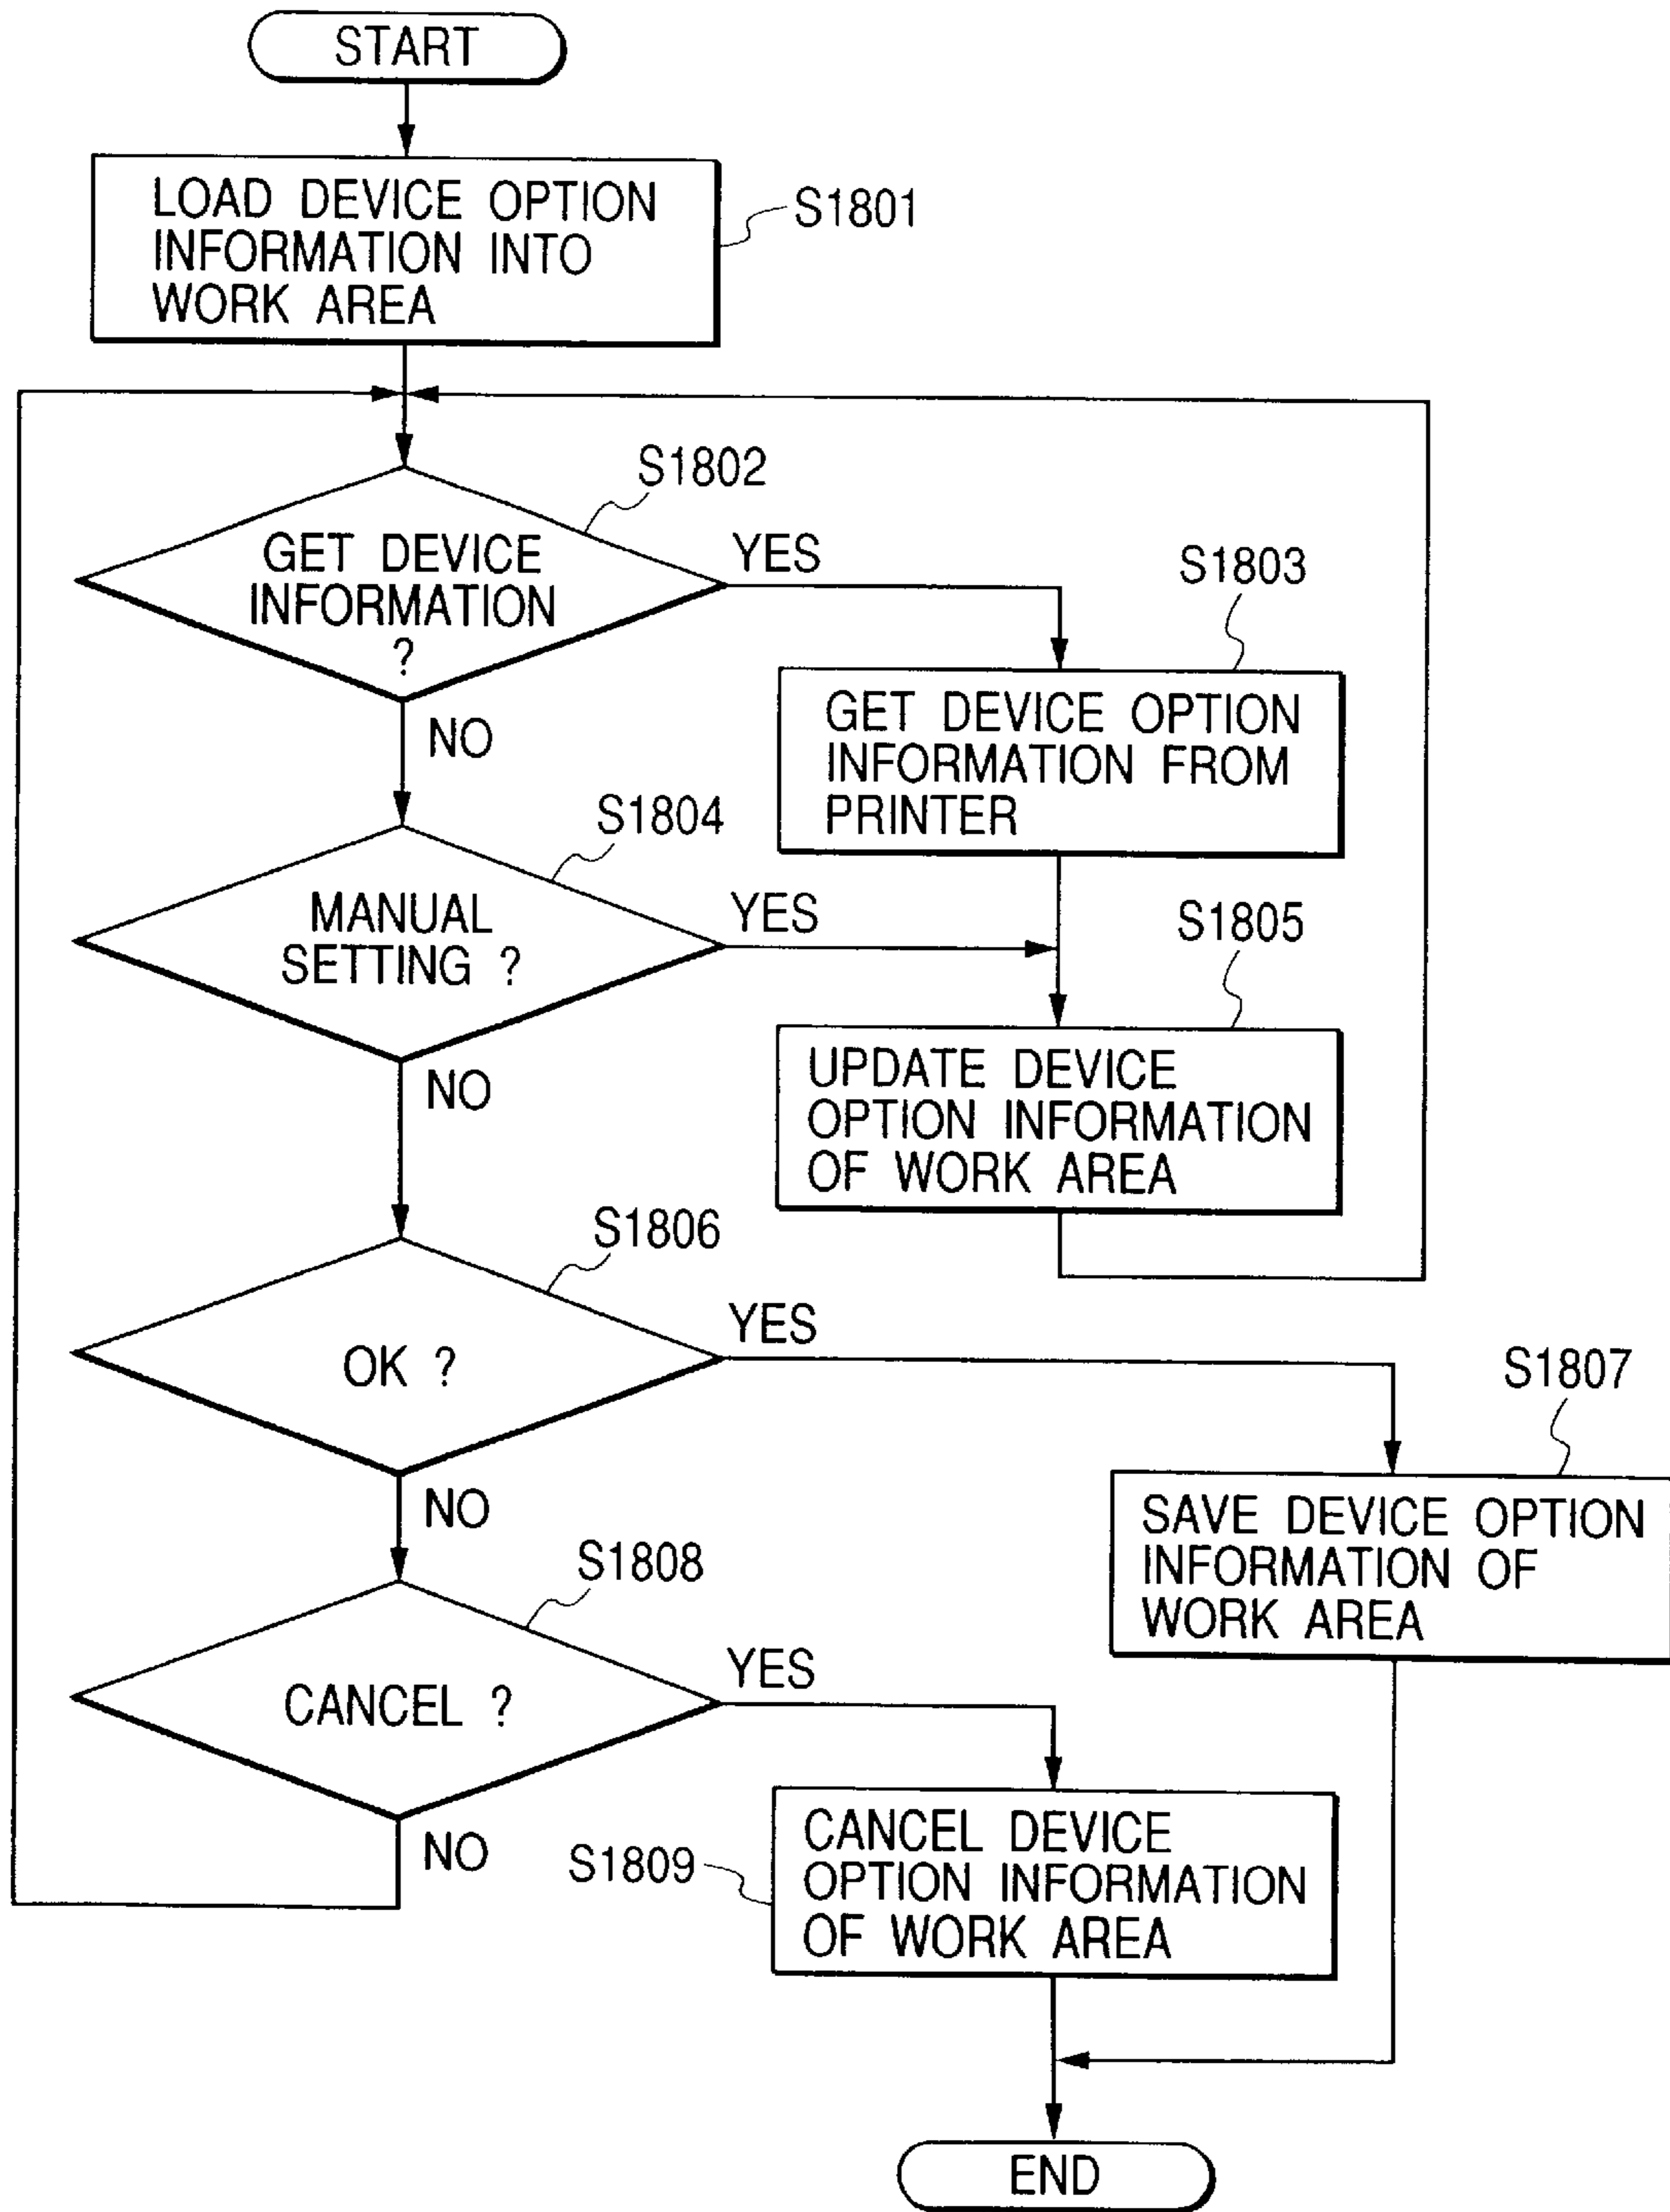 START
LOAD DEVICE OPTION
INFORMATION INTO
WORK AREA
S1801
S1802
GET DEVICE
INFORMATION
?
YES
NO
S1803
GET DEVICE OPTION
INFORMATION FROM
PRINTER
S1804
MANUAL
SETTING ?
YES
NO
S1805
UPDATE DEVICE
OPTION INFORMATION
OF WORK AREA
S1806
OK ?
YES
NO
S1807
SAVE DEVICE OPTION
INFORMATION OF
WORK AREA
S1808
CANCEL ?
YES
NO
S1809
CANCEL DEVICE
OPTION INFORMATION
OF WORK AREA
END